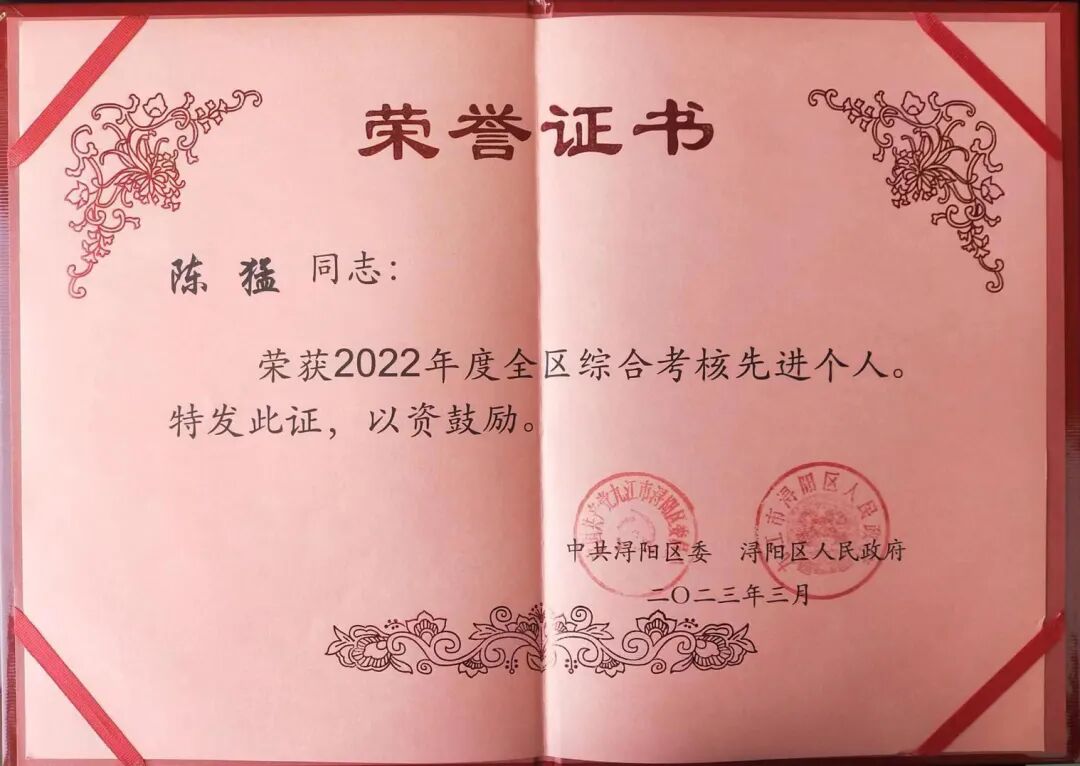 荣誉证书
陈猛 同志：
荣获2022年度全区综合考核先进个人。
特发此证，以资鼓励。
中共浔阳区委 浔阳区人民政府
二〇二三年三月